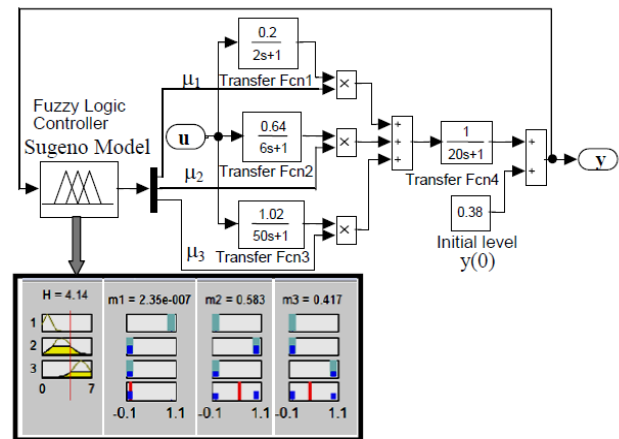 0.2
2s+1
Transfer Fcn1
μ1
×
Fuzzy Logic
Controller
Sugeno Model
u
0.64
6s+1
Transfer Fcn2
μ2
×
+
+
+
1
20s+1
Transfer Fcn4
+
+
y
1.02
50s+1
Transfer Fcn3
μ3
×
0.38
Initial level
y(0)
H = 4.14 m1 = 2.35e-007 m2 = 0.583 m3 = 0.417
1
2
3
0 7 -0.1 1.1 -0.1 1.1 -0.1 1.1